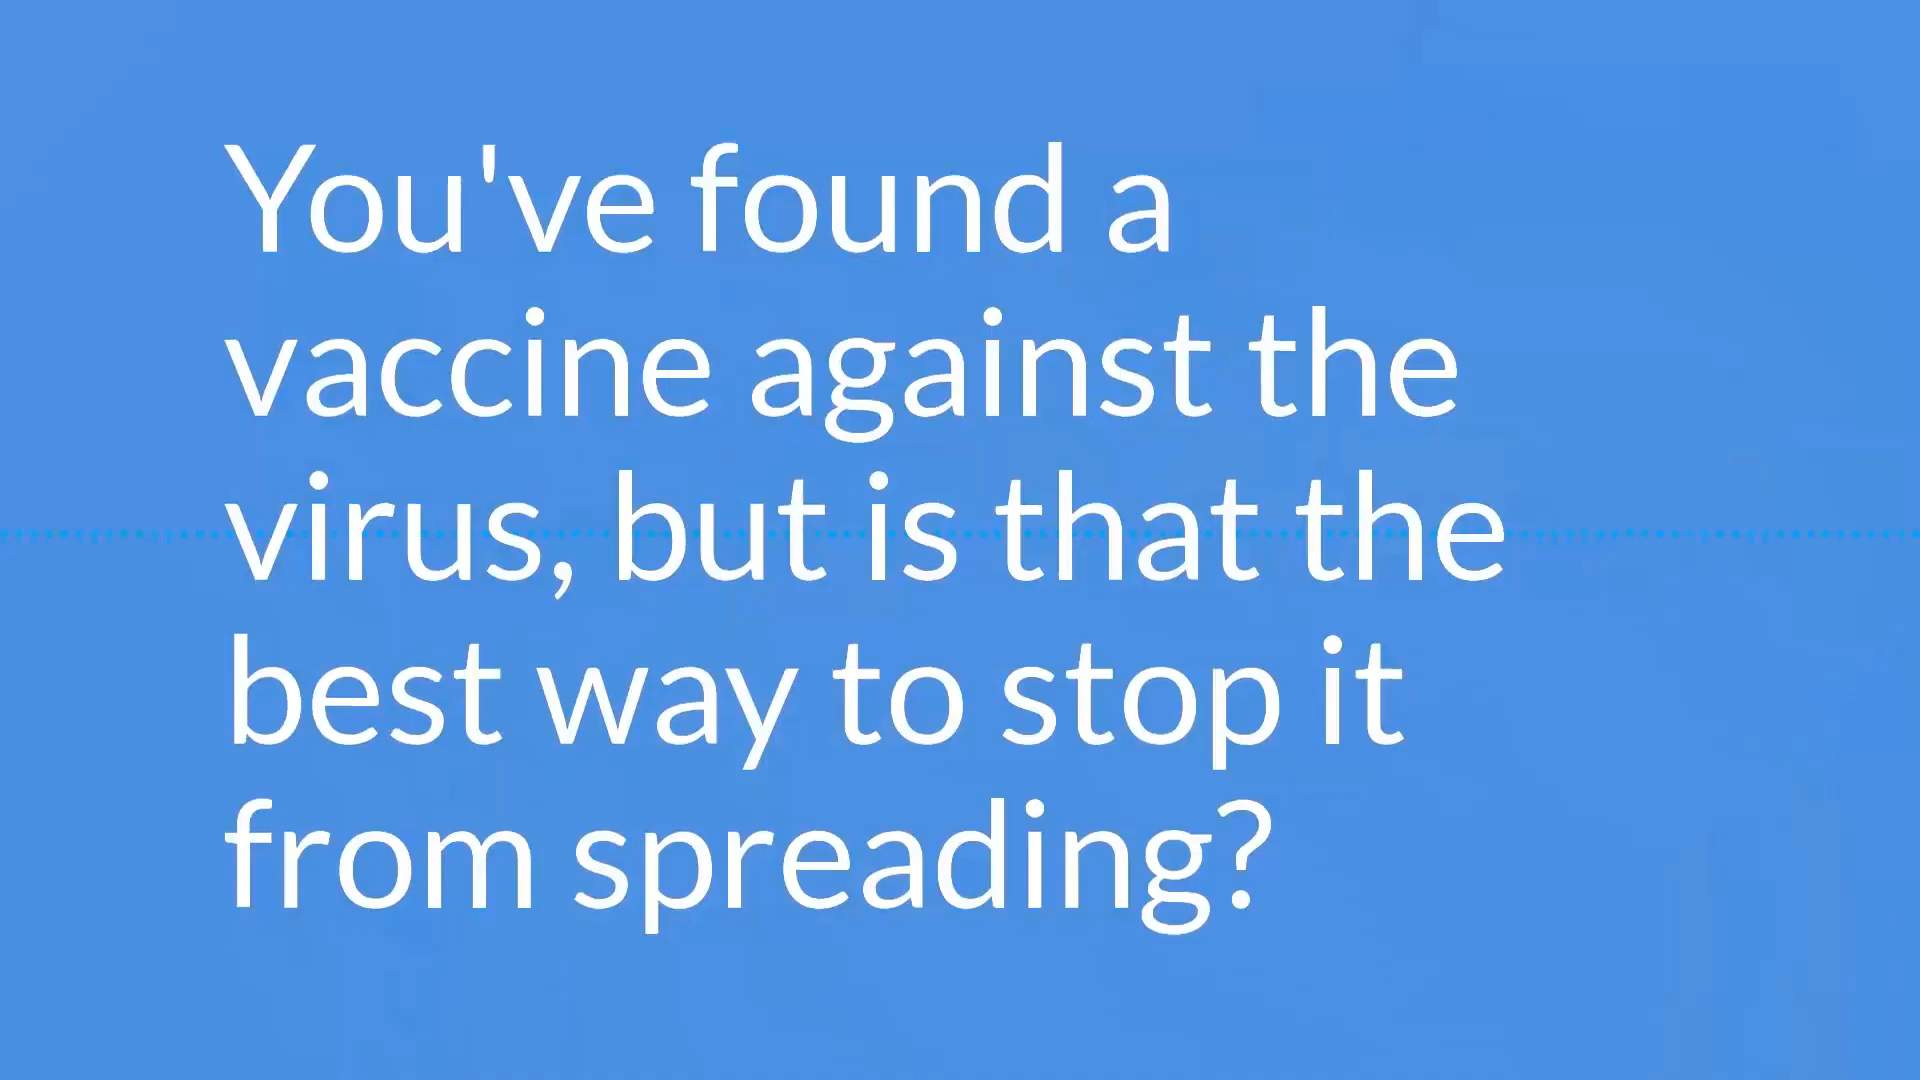 You've found a
vaccine against the
virus, but is that the
best way to stop it
from spreading?